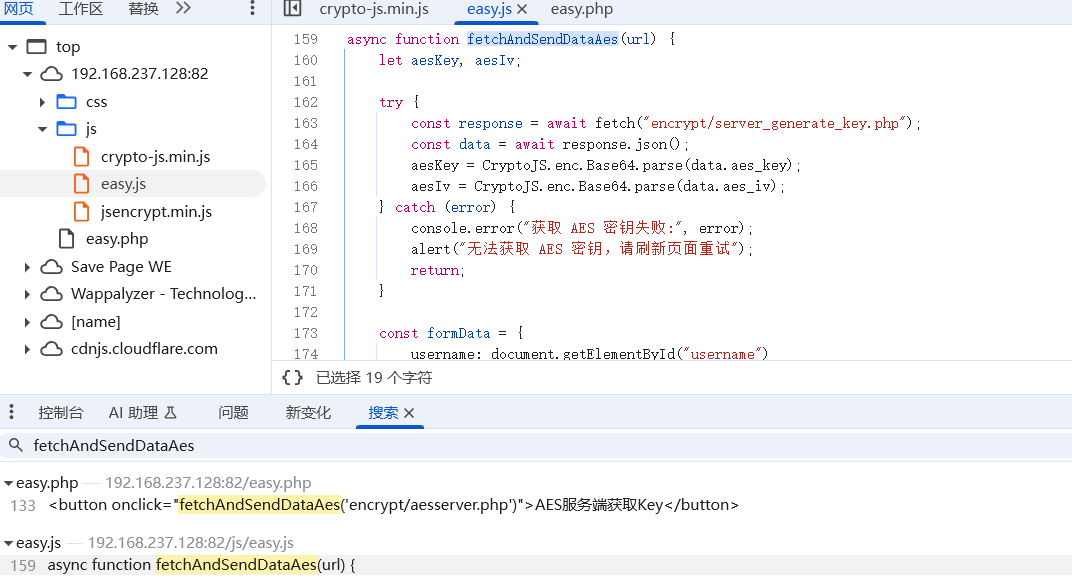 网页 工作区 替换
crypto-js.min.js easy.js easy.php
top
192.168.237.128:82
css
js
crypto-js.min.js
easy.js
jsencrypt.min.js
easy.php
Save Page WE
Wappalyzer - Technolog...
[name]
cdnjs.cloudflare.com
159 async function fetchAndSendDataAes(url) {
160 let aesKey, aesIv;
161
162 try {
163 const response = await fetch("encrypt/server_generate_key.php");
164 const data = await response.json();
165 aesKey = CryptoJS.enc.Base64.parse(data.aes_key);
166 aesIv = CryptoJS.enc.Base64.parse(data.aes_iv);
167 } catch (error) {
168 console.error("获取 AES 密钥失败:", error);
169 alert("无法获取 AES 密钥，请刷新页面重试");
170 return;
171 }
172
173 const formData = {
174 username: document.getElementById("username")
{} 已选择 19 个字符
控制台 AI 助理 问题 新变化 搜索
fetchAndSendDataAes
easy.php — 192.168.237.128:82/easy.php
133 <button onclick="fetchAndSendDataAes('encrypt/aesserver.php')">AES服务端获取Key</button>
easy.js — 192.168.237.128:82/js/easy.js
159 async function fetchAndSendDataAes(url) {